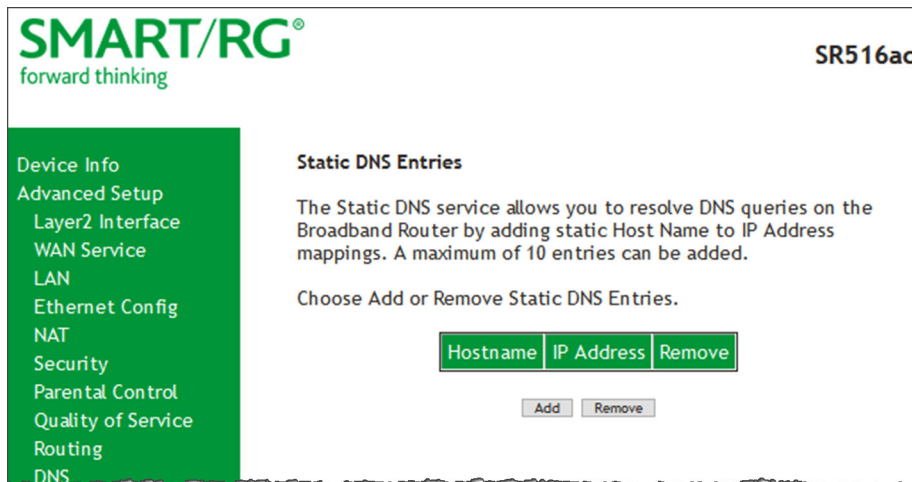 SMART/RG®
forward thinking
SR516ac
Device Info
Advanced Setup
Layer2 Interface
WAN Service
LAN
Ethernet Config
NAT
Security
Parental Control
Quality of Service
Routing
DNS
Static DNS Entries
The Static DNS service allows you to resolve DNS queries on the
Broadband Router by adding static Host Name to IP Address
mappings. A maximum of 10 entries can be added.
Choose Add or Remove Static DNS Entries.
Hostname IP Address Remove
Add Remove